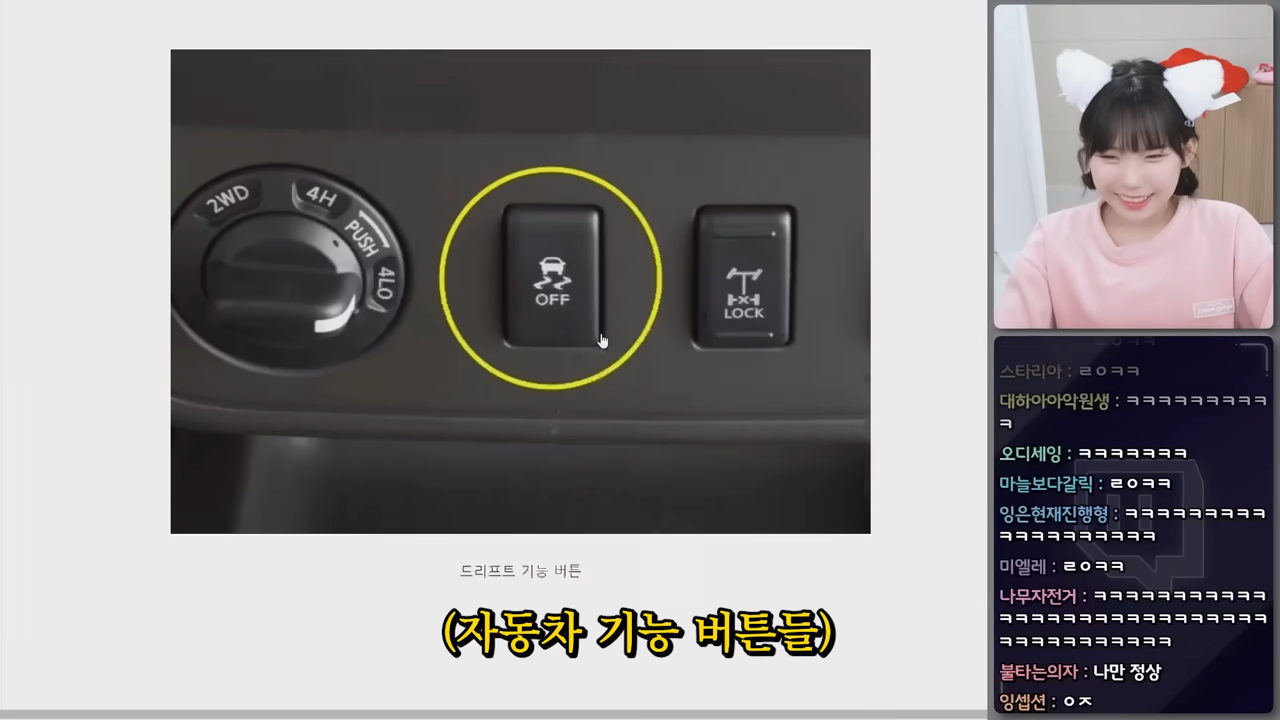 2WD
4H
PUSH
4LO
OFF
LOCK
드리프트 기능 버튼
(자동차 기능 버튼들)
스타리아 : ㄹㅇㅋㅋ
대하아아악원생 : ㅋㅋㅋㅋㅋㅋㅋㅋㅋ
ㅋ
오디세잉 : ㅋㅋㅋㅋㅋㅋㅋ
마늘보다갈릭 : ㄹㅇㅋㅋ
잉은현재진행형 : ㅋㅋㅋㅋㅋㅋㅋㅋㅋ
ㅋㅋㅋㅋㅋㅋㅋㅋㅋㅋ
미엘레 : ㄹㅇㅋㅋ
나무자전거 : ㅋㅋㅋㅋㅋㅋㅋㅋㅋㅋㅋ
ㅋㅋㅋㅋㅋㅋㅋㅋㅋㅋㅋㅋㅋㅋㅋㅋㅋ
ㅋㅋㅋㅋㅋㅋㅋㅋㅋㅋㅋ
불타는의자 : 나만 정상
잉셉션 : ㅇㅈ